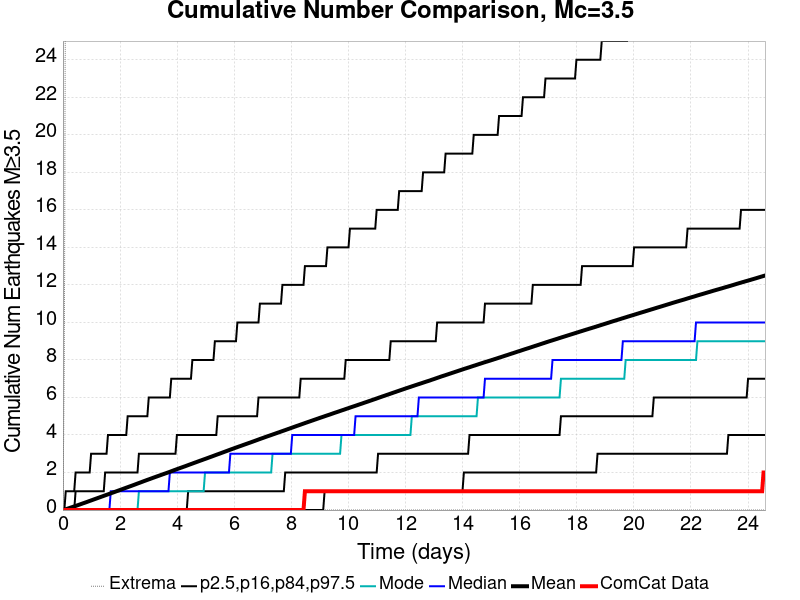 Cumulative Number Comparison, Mc=3.5
Cumulative Num Earthquakes M≥3.5
24
22
20
18
16
14
12
10
8
6
4
2
0
0 2 4 6 8 10 12 14 16 18 20 22 24
Time (days)
Extrema p2.5,p16,p84,p97.5 Mode Median Mean ComCat Data